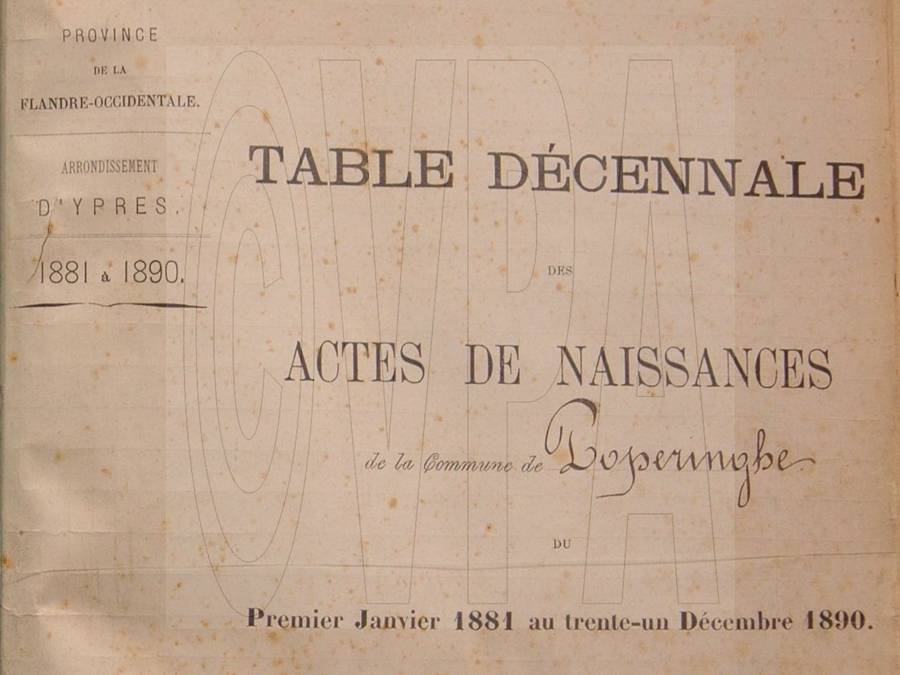 PROVINCE
DE LA
FLANDRE-OCCIDENTALE.
ARRONDISSEMENT
D'YPRES.
1881 à 1890.
TABLE DÉCENNALE
DES
ACTES DE NAISSANCES
de la Commune de Poperinghe
DU
Premier Janvier 1881 au trente-un Décembre 1890.
CVPA